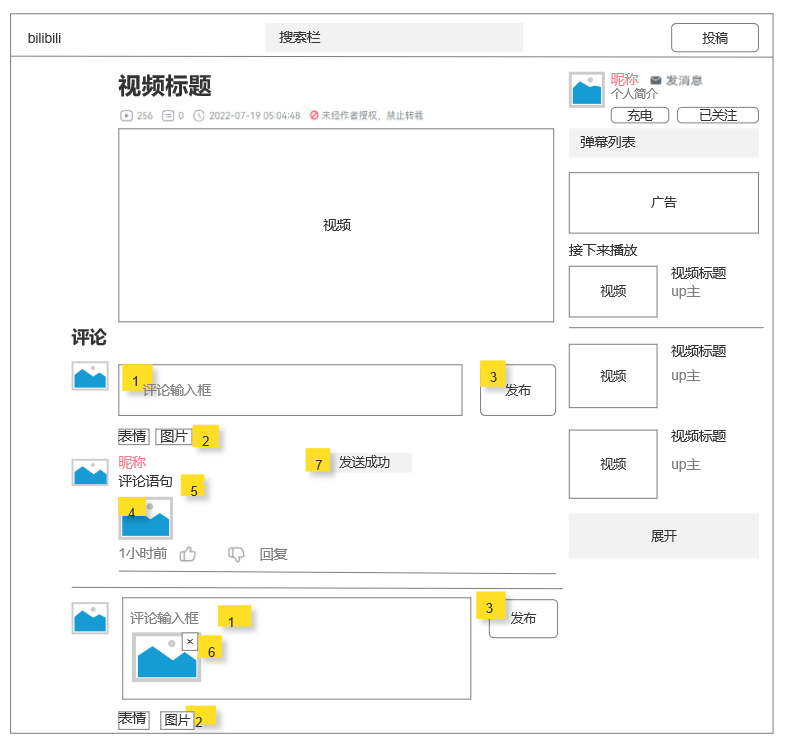 bilibili
搜索栏
投稿
视频标题
256 0 2022-07-19 05:04:48 未经作者授权，禁止转载
昵称 发消息
个人简介
充电 已关注
弹幕列表
视频
广告
接下来播放
视频 视频标题
up主
评论
1 评论输入框 3 发布
视频 视频标题
up主
表情 图片 2
昵称
评论语句 5
7 发送成功
4
1小时前 回复
视频 视频标题
up主
展开
评论输入框 1
3 发布
× 6
表情 图片 2